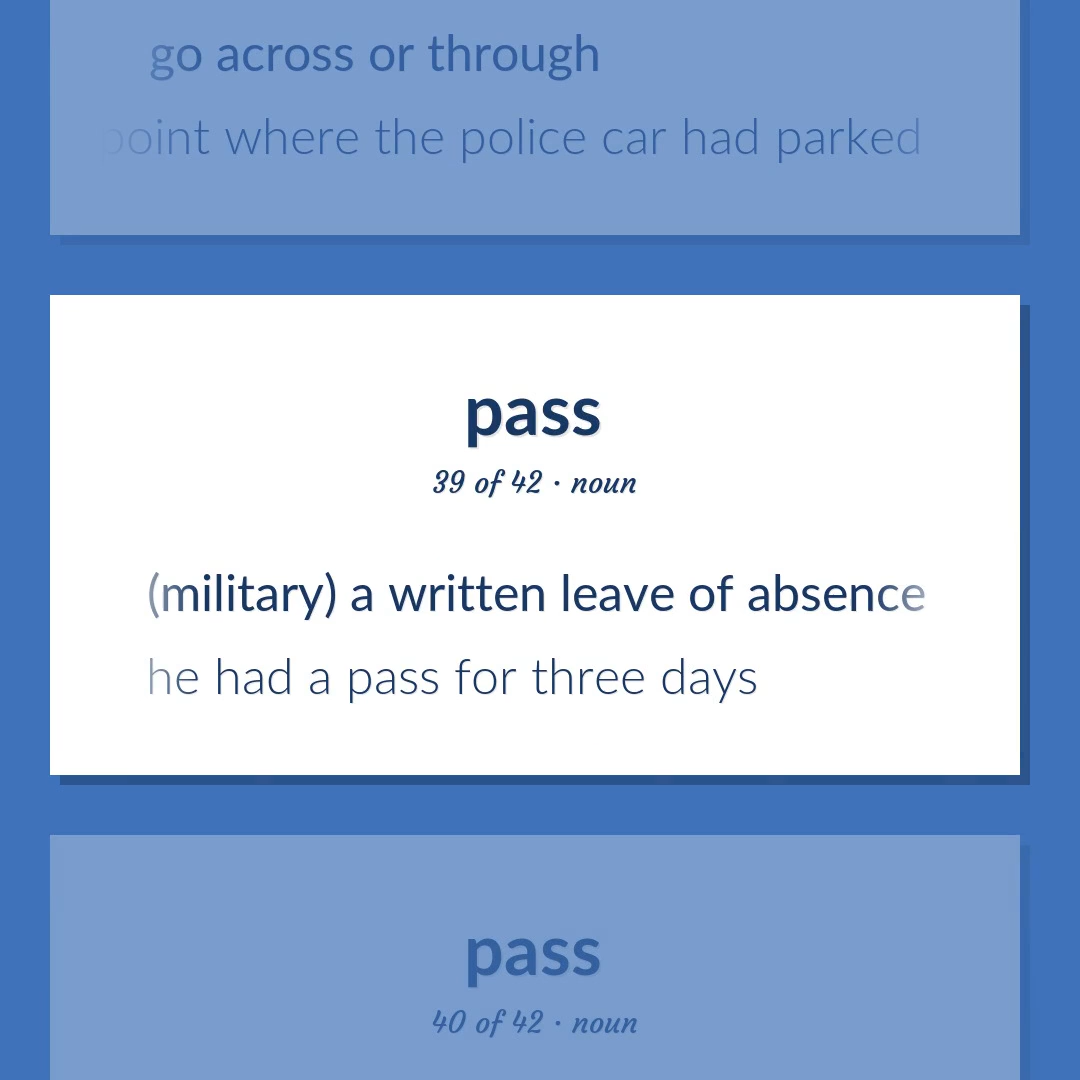 go across or through
point where the police car had parked
pass
39 of 42 · noun
(military) a written leave of absence
he had a pass for three days
pass
40 of 42 · noun